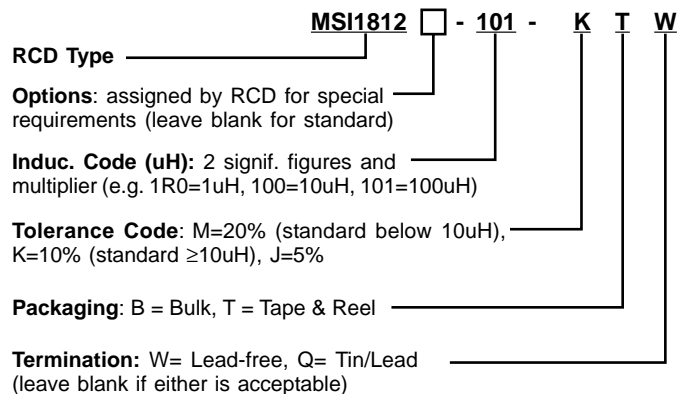 MSI1812 □ - 101 - K T W
RCD Type
Options: assigned by RCD for special
requirements (leave blank for standard)
Induc. Code (uH): 2 signif. figures and
multiplier (e.g. 1R0=1uH, 100=10uH, 101=100uH)
Tolerance Code: M=20% (standard below 10uH),
K=10% (standard ≥10uH), J=5%
Packaging: B = Bulk, T = Tape & Reel
Termination: W= Lead-free, Q= Tin/Lead
(leave blank if either is acceptable)